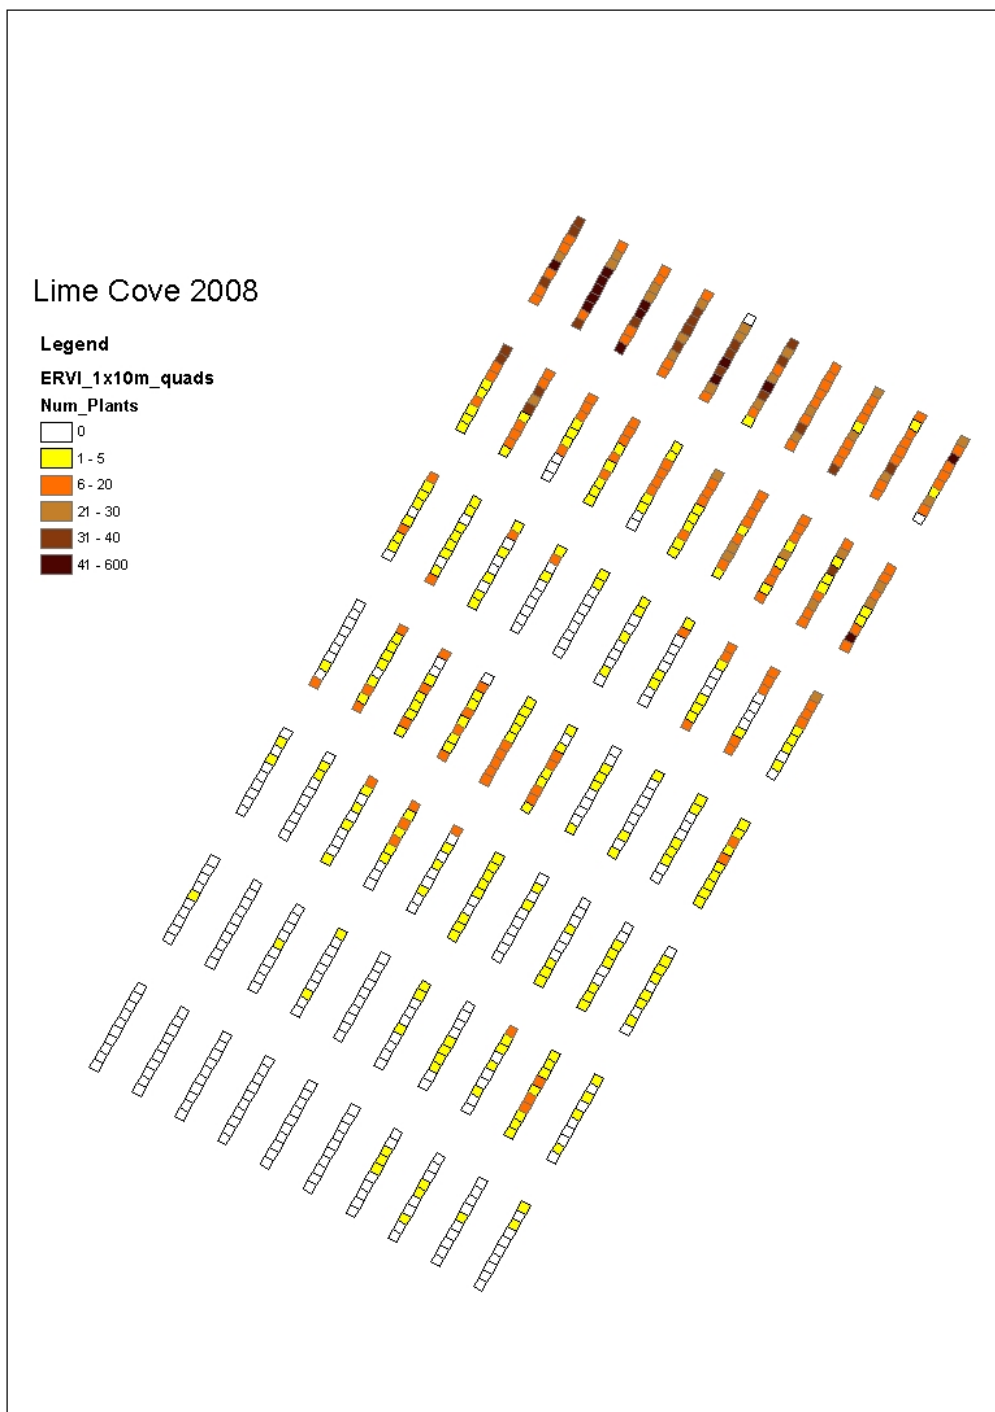 Lime Cove 2008
Legend
ERVI_1x10m_quads
Num_Plants
0
1 - 5
6 - 20
21 - 30
31 - 40
41 - 600